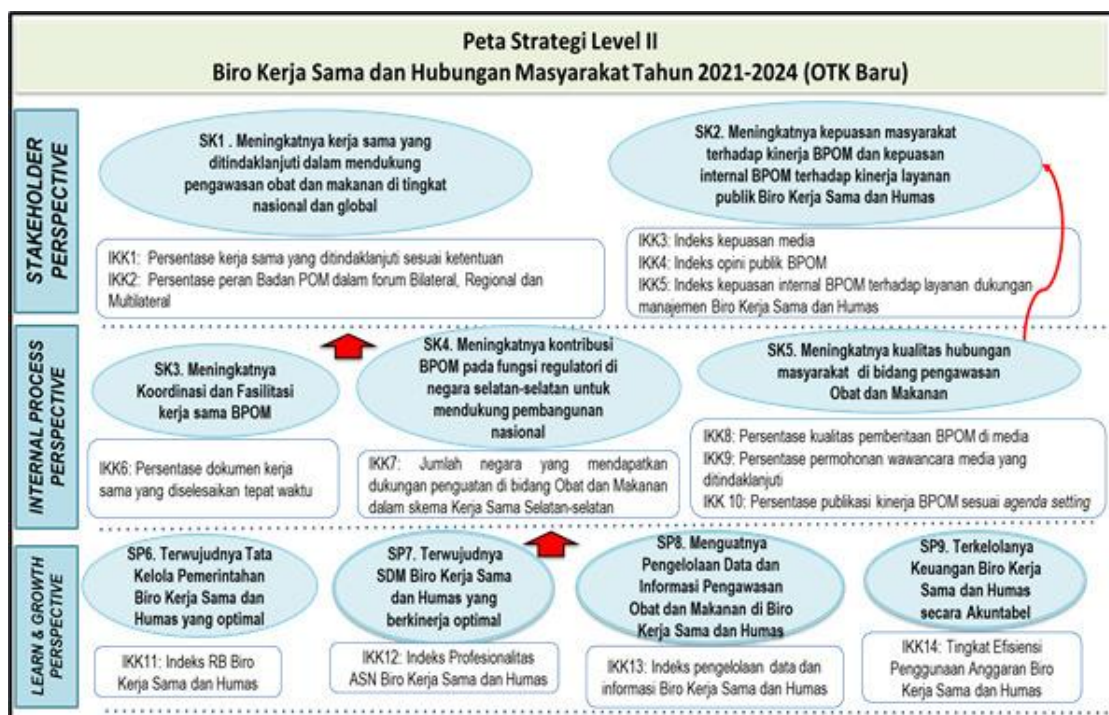 Peta Strategi Level II
Biro Kerja Sama dan Hubungan Masyarakat Tahun 2021-2024 (OTK Baru)
STAKEHOLDER
PERSPECTIVE
SK1 . Meningkatnya kerja sama yang
ditindaklanjuti dalam mendukung
pengawasan obat dan makanan di tingkat
nasional dan global
IKK1: Persentase kerja sama yang ditindaklanjuti sesuai ketentuan
IKK2: Persentase peran Badan POM dalam forum Bilateral, Regional dan
Multilateral
SK2. Meningkatnya kepuasan masyarakat
terhadap kinerja BPOM dan kepuasan
internal BPOM terhadap kinerja layanan
publik Biro Kerja Sama dan Humas
IKK3: Indeks kepuasan media
IKK4: Indeks opini publik BPOM
IKK5: Indeks kepuasan internal BPOM terhadap layanan dukungan
manajemen Biro Kerja Sama dan Humas
INTERNAL PROCESS
PERSPECTIVE
SK3. Meningkatnya
Koordinasi dan Fasilitasi
kerja sama BPOM
IKK6: Persentase dokumen kerja
sama yang diselesaikan tepat waktu
SK4. Meningkatnya kontribusi
BPOM pada fungsi regulatori di
negara selatan-selatan untuk
mendukung pembangunan
nasional
IKK7: Jumlah negara yang mendapatkan
dukungan penguatan di bidang Obat dan Makanan
dalam skema Kerja Sama Selatan-selatan
SK5. Meningkatnya kualitas hubungan
masyarakat di bidang pengawasan
Obat dan Makanan
IKK8: Persentase kualitas pemberitaan BPOM di media
IKK9: Persentase permohonan wawancara media yang
ditindaklanjuti
IKK 10: Persentase publikasi kinerja BPOM sesuai agenda setting
LEARN & GROWTH
PERSPECTIVE
SP6. Terwujudnya Tata
Kelola Pemerintahan
Biro Kerja Sama dan
Humas yang optimal
IKK11: Indeks RB Biro
Kerja Sama dan Humas
SP7. Terwujudnya
SDM Biro Kerja Sama
dan Humas yang
berkinerja optimal
IKK12: Indeks Profesionalitas
ASN Biro Kerja Sama dan Humas
SP8. Menguatnya
Pengelolaan Data dan
Informasi Pengawasan
Obat dan Makanan di Biro
Kerja Sama dan Humas
IKK13: Indeks pengelolaan data dan
informasi Biro Kerja Sama dan Humas
SP9. Terkelolanya
Keuangan Biro Kerja
Sama dan Humas
secara Akuntabel
IKK14: Tingkat Efisiensi
Penggunaan Anggaran Biro
Kerja Sama dan Humas